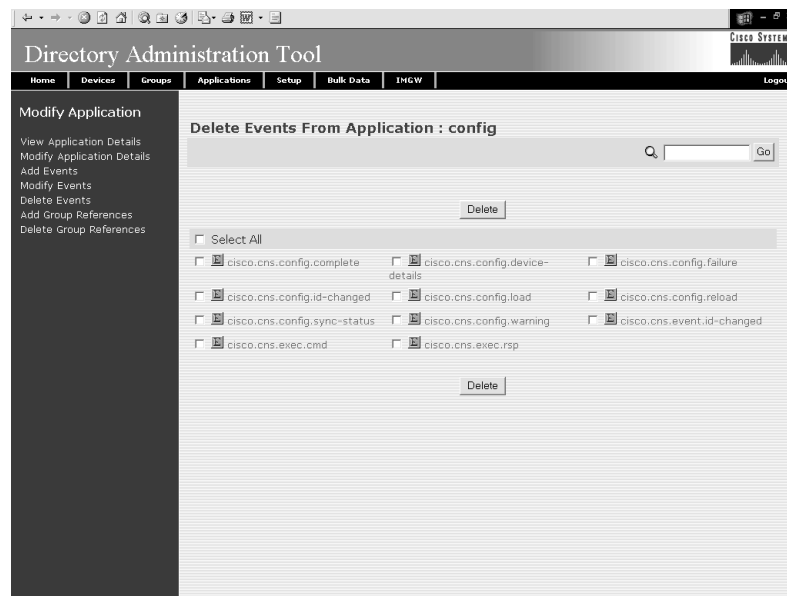 CISCO SYSTEM
Directory Administration Tool
Home Devices Groups Applications Setup Bulk Data IMGW Logou
Modify Application
View Application Details
Modify Application Details
Add Events
Modify Events
Delete Events
Add Group References
Delete Group References
Delete Events From Application : config
Go
Delete
Select All
E cisco.cns.config.complete E cisco.cns.config.device-details E cisco.cns.config.failure
E cisco.cns.config.id-changed E cisco.cns.config.load E cisco.cns.config.reload
E cisco.cns.config.sync-status E cisco.cns.config.warning E cisco.cns.event.id-changed
E cisco.cns.exec.cmd E cisco.cns.exec.rsp
Delete